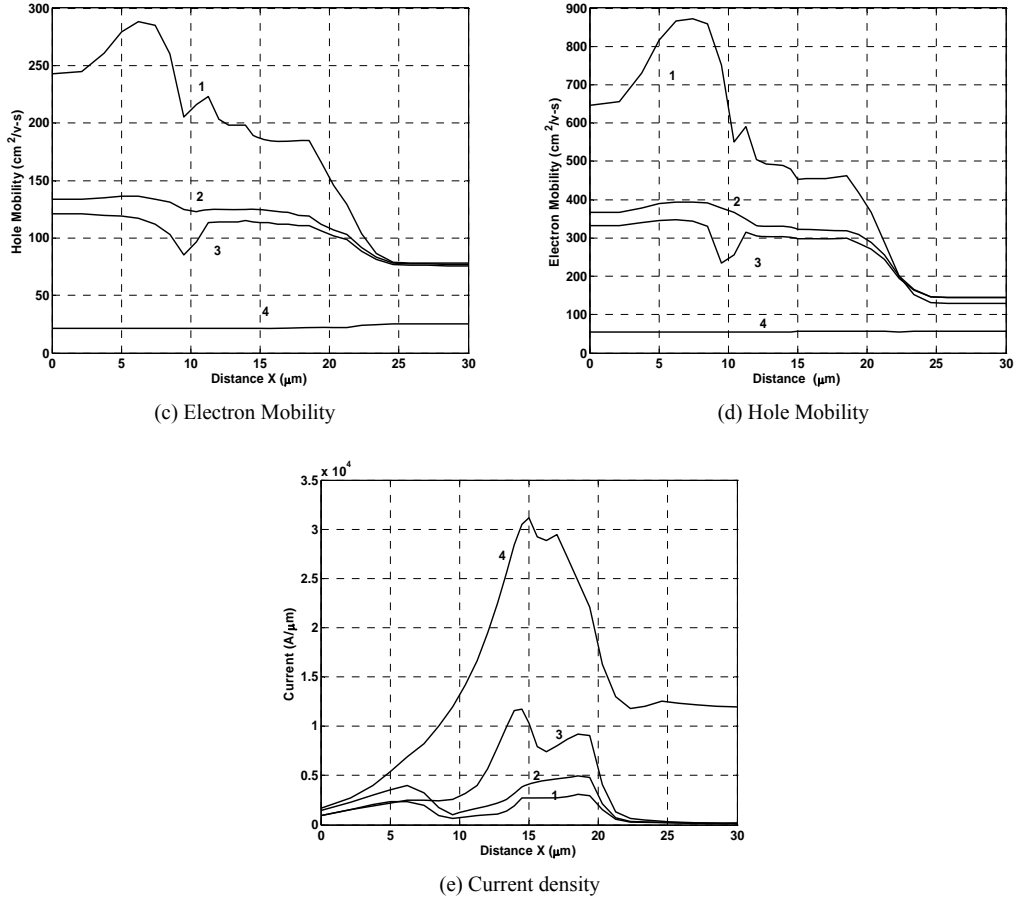 300
250
200
150
100
50
0
Hole Mobility (cm²/v-s)
1
2
3
4
0 5 10 15 20 25 30
Distance X (μm)
(c) Electron Mobility
900
800
700
600
500
400
300
200
100
0
Electron Mobility (cm²/v-s)
1
2
3
4
0 5 10 15 20 25 30
Distance (μm)
(d) Hole Mobility
x 10⁴
3.5
3
2.5
2
1.5
1
0.5
0
Current (A/μm)
4
3
2
1
0 5 10 15 20 25 30
Distance X (μm)
(e) Current density